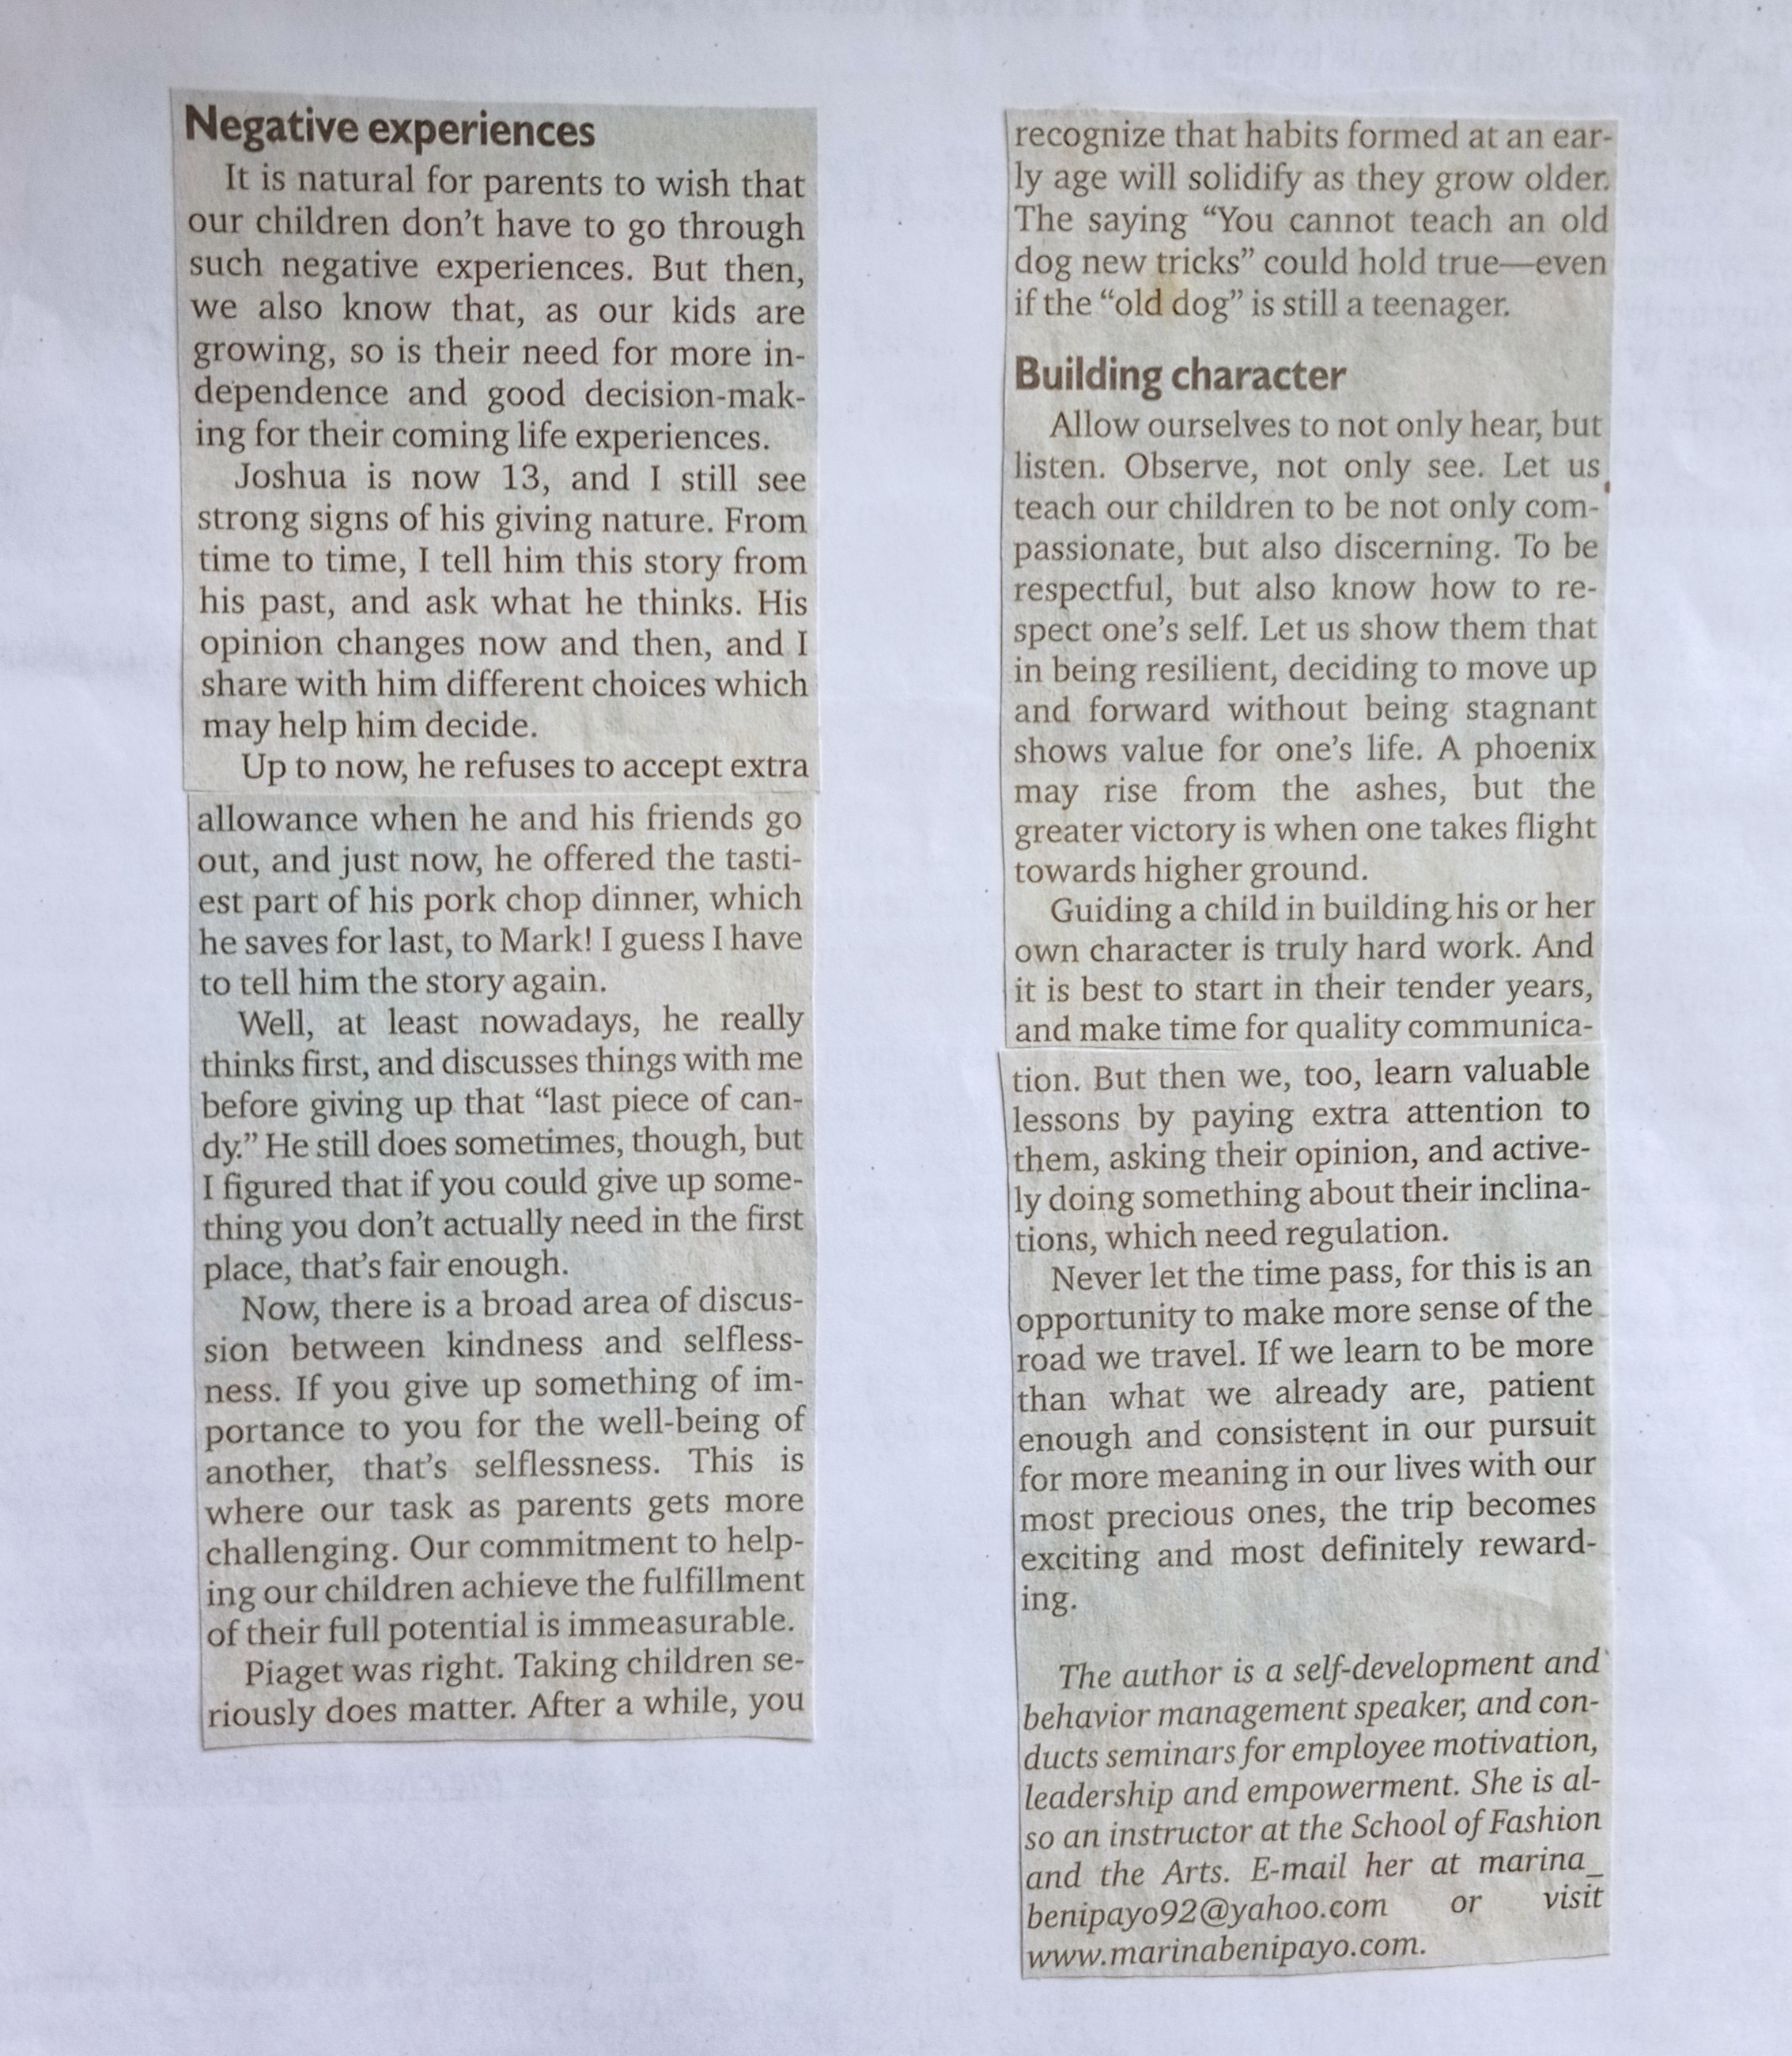 Negative experiences
It is natural for parents to wish that
our children don't have to go through
such negative experiences. But then,
we also know that, as our kids are
growing, so is their need for more in-
dependence and good decision-mak-
ing for their coming life experiences.
Joshua is now 13, and I still see
strong signs of his giving nature. From
time to time, I tell him this story from
his past, and ask what he thinks. His
opinion changes now and then, and I
share with him different choices which
may help him decide.
Up to now, he refuses to accept extra
allowance when he and his friends go
out, and just now, he offered the tasti-
est part of his pork chop dinner, which
he saves for last, to Mark! I guess I have
to tell him the story again.
Well, at least nowadays, he really
thinks first, and discusses things with me
before giving up that “last piece of can-
dy.” He still does sometimes, though, but
I figured that if you could give up some-
thing you don't actually need in the first
place, that's fair enough.
Now, there is a broad area of discus-
sion between kindness and selfless-
ness. If you give up something of im-
portance to you for the well-being of
another, that's selflessness. This is
where our task as parents gets more
challenging. Our commitment to help-
ing our children achieve the fulfillment
of their full potential is immeasurable.
Piaget was right. Taking children se-
riously does matter. After a while, you
recognize that habits formed at an ear-
ly age will solidify as they grow older.
The saying “You cannot teach an old
dog new tricks” could hold true—even
if the “old dog” is still a teenager.
Building character
Allow ourselves to not only hear, but
listen. Observe, not only see. Let us
teach our children to be not only com-
passionate, but also discerning. To be
respectful, but also know how to re-
spect one's self. Let us show them that
in being resilient, deciding to move up
and forward without being stagnant
shows value for one's life. A phoenix
may rise from the ashes, but the
greater victory is when one takes flight
towards higher ground.
Guiding a child in building his or her
own character is truly hard work. And
it is best to start in their tender years,
and make time for quality communica-
tion. But then we, too, learn valuable
lessons by paying extra attention to
them, asking their opinion, and active-
ly doing something about their inclina-
tions, which need regulation.
Never let the time pass, for this is an
opportunity to make more sense of the
road we travel. If we learn to be more
than what we already are, patient
enough and consistent in our pursuit
for more meaning in our lives with our
most precious ones, the trip becomes
exciting and most definitely reward-
ing.
The author is a self-development and
behavior management speaker, and con-
ducts seminars for employee motivation,
leadership and empowerment. She is al-
so an instructor at the School of Fashion
and the Arts. E-mail her at marina_
benipayo92@yahoo.com or visit
www.marinabenipayo.com.